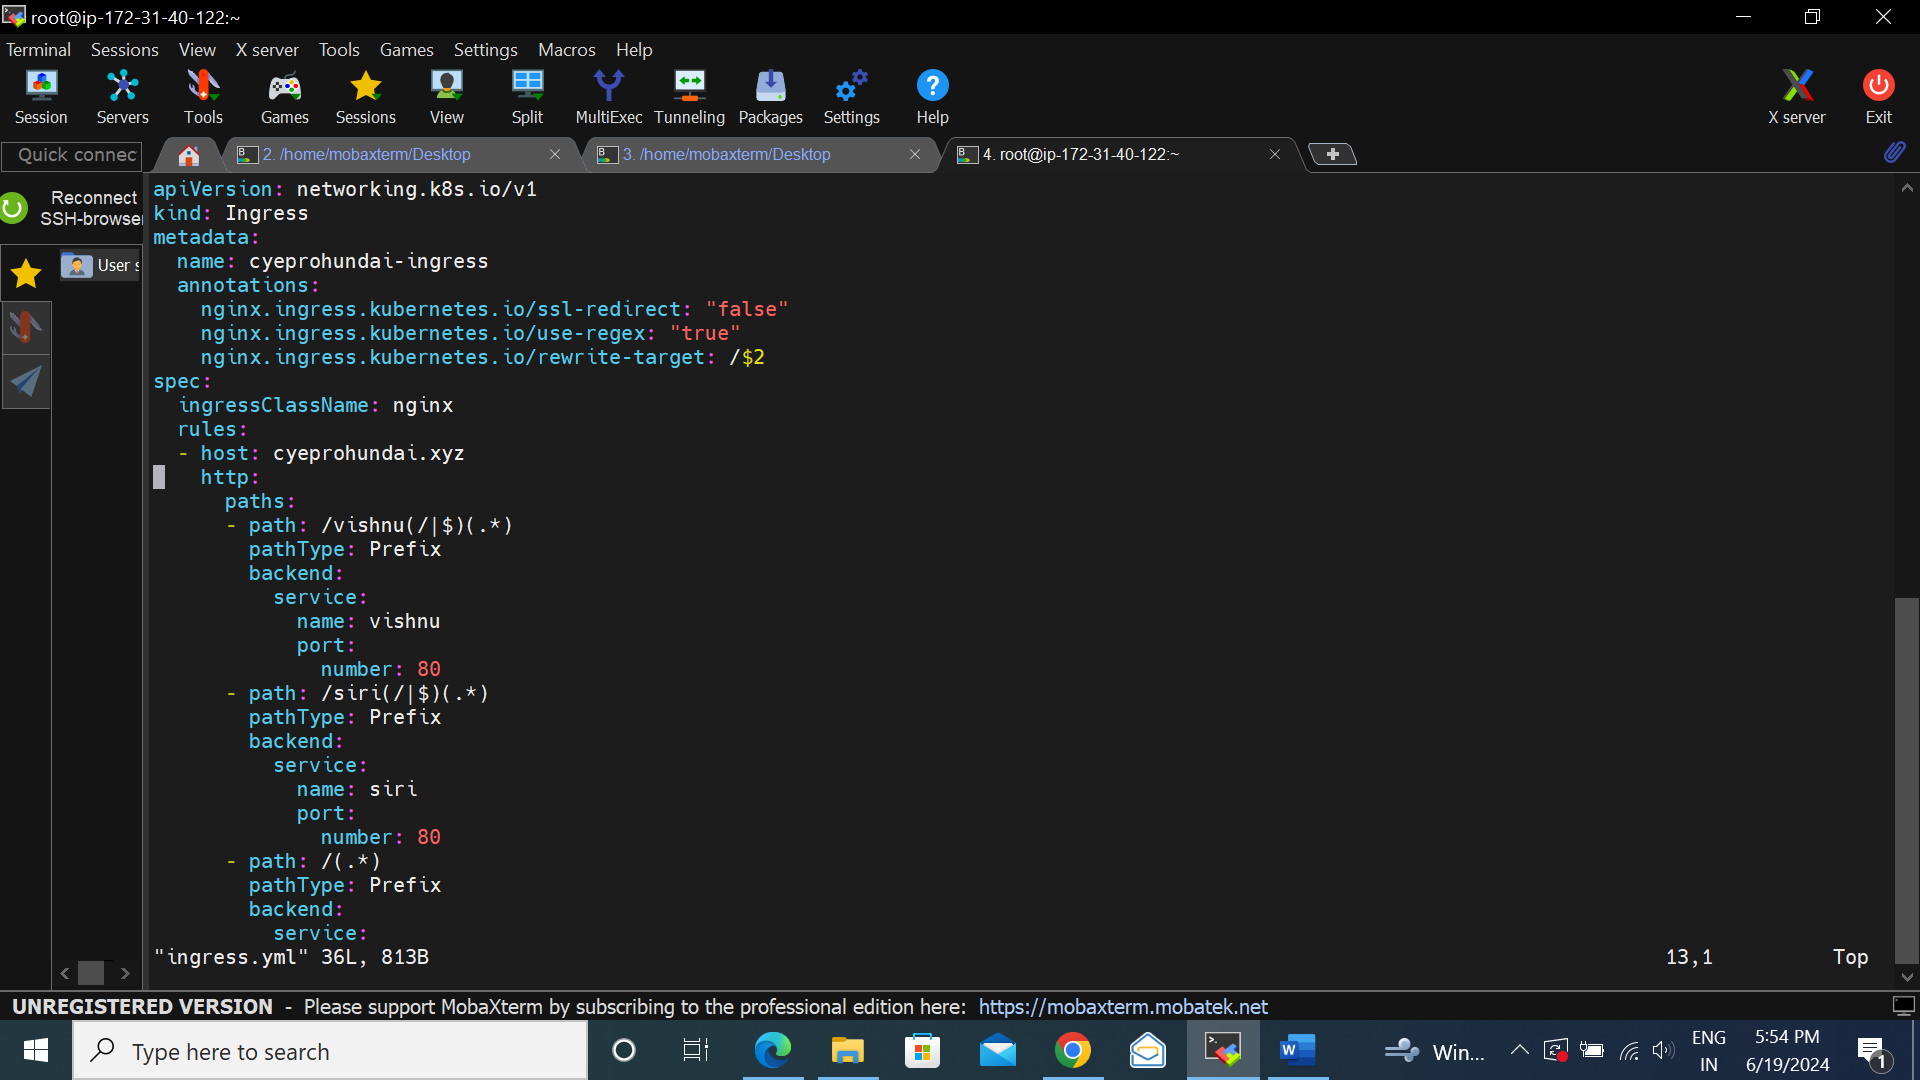 root@ip-172-31-40-122:~
Terminal Sessions View X server Tools Games Settings Macros Help
Session Servers Tools Games Sessions View Split MultiExec Tunneling Packages Settings Help X server Exit
Quick connec
2. /home/mobaxterm/Desktop
3. /home/mobaxterm/Desktop
4. root@ip-172-31-40-122:~
Reconnect
SSH-browser
User s
apiVersion: networking.k8s.io/v1
kind: Ingress
metadata:
  name: cyeprohundai-ingress
  annotations:
    nginx.ingress.kubernetes.io/ssl-redirect: "false"
    nginx.ingress.kubernetes.io/use-regex: "true"
    nginx.ingress.kubernetes.io/rewrite-target: /$2
spec:
  ingressClassName: nginx
  rules:
  - host: cyeprohundai.xyz
    http:
      paths:
      - path: /vishnu(/|$)(.*)
        pathType: Prefix
        backend:
          service:
            name: vishnu
            port:
              number: 80
      - path: /siri(/|$)(.*)
        pathType: Prefix
        backend:
          service:
            name: siri
            port:
              number: 80
      - path: /(.*)
        pathType: Prefix
        backend:
          service:
"ingress.yml" 36L, 813B 13,1 Top
UNREGISTERED VERSION - Please support MobaXterm by subscribing to the professional edition here: https://mobaxterm.mobatek.net
Type here to search
W
Win...
ENG
IN
5:54 PM
6/19/2024
1